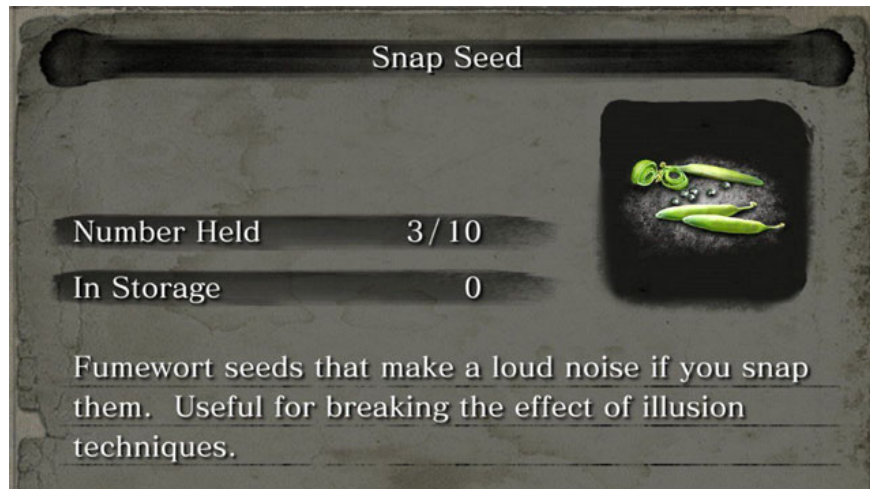 Snap Seed
Number Held 3/10
In Storage 0
Fumewort seeds that make a loud noise if you snap
them. Useful for breaking the effect of illusion
techniques.